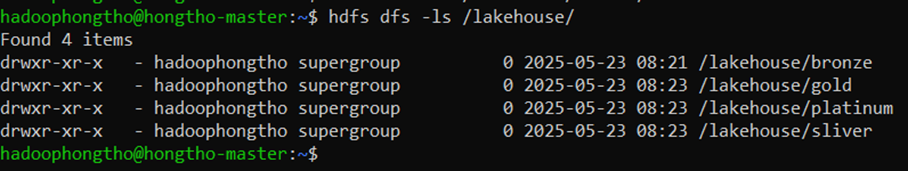 hadoophongtho@hongtho-master:~$ hdfs dfs -ls /lakehouse/
Found 4 items
drwxr-xr-x   - hadoophongtho supergroup          0 2025-05-23 08:21 /lakehouse/bronze
drwxr-xr-x   - hadoophongtho supergroup          0 2025-05-23 08:23 /lakehouse/gold
drwxr-xr-x   - hadoophongtho supergroup          0 2025-05-23 08:23 /lakehouse/platinum
drwxr-xr-x   - hadoophongtho supergroup          0 2025-05-23 08:23 /lakehouse/sliver
hadoophongtho@hongtho-master:~$